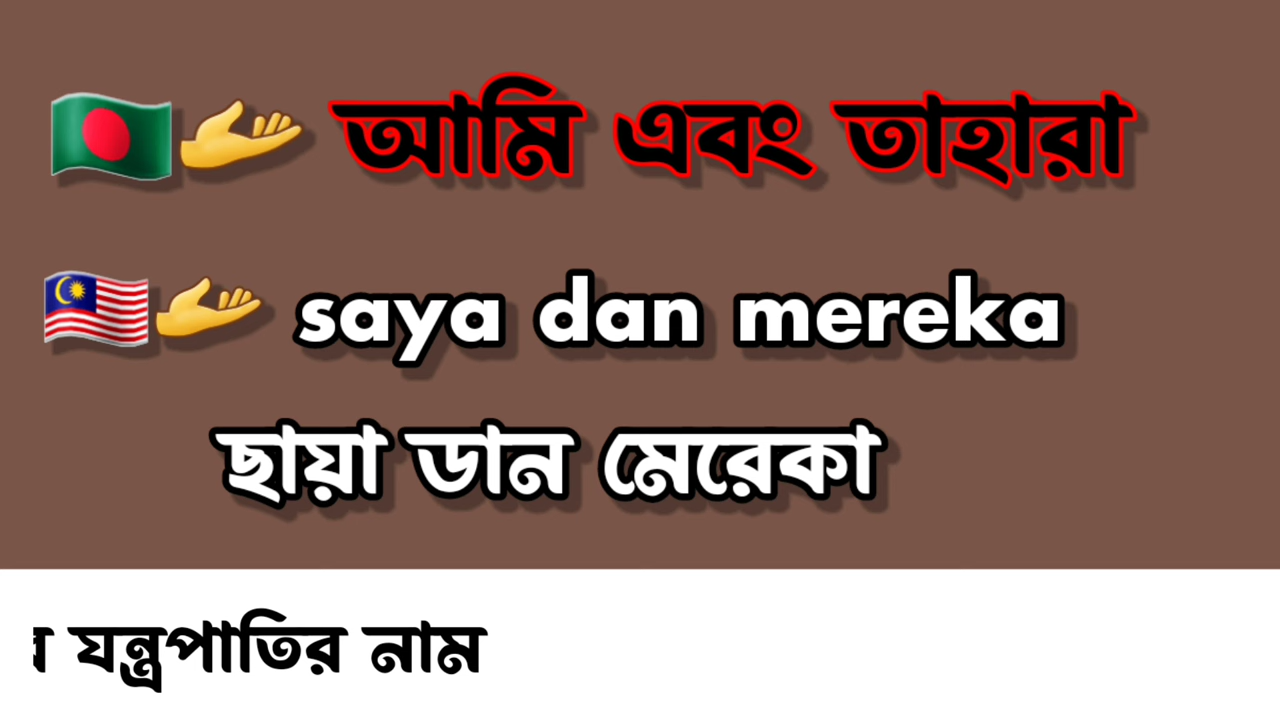 আমি এবং তাহারা
saya dan mereka
ছায়া ডান মেরেকা
যন্ত্রপাতির নাম